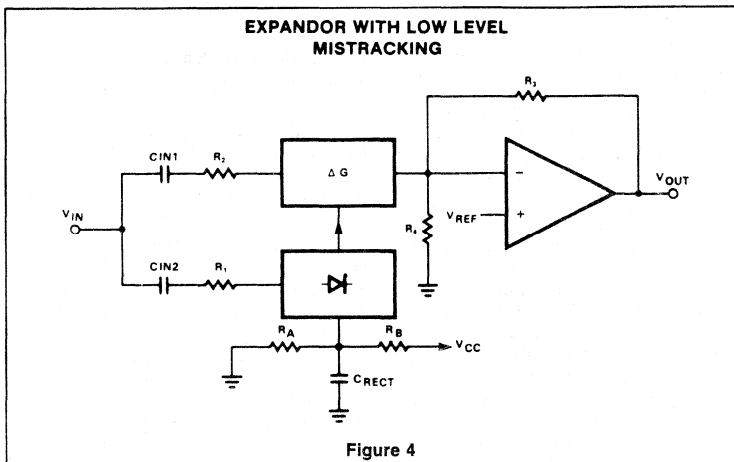 EXPANDOR WITH LOW LEVEL
MISTRACKING
R₃
CIN1
R₂
Δ G
−
VOUT
VIN
VREF
+
R₄
CIN2
R₁
RA
RB
VCC
CRECT
Figure 4